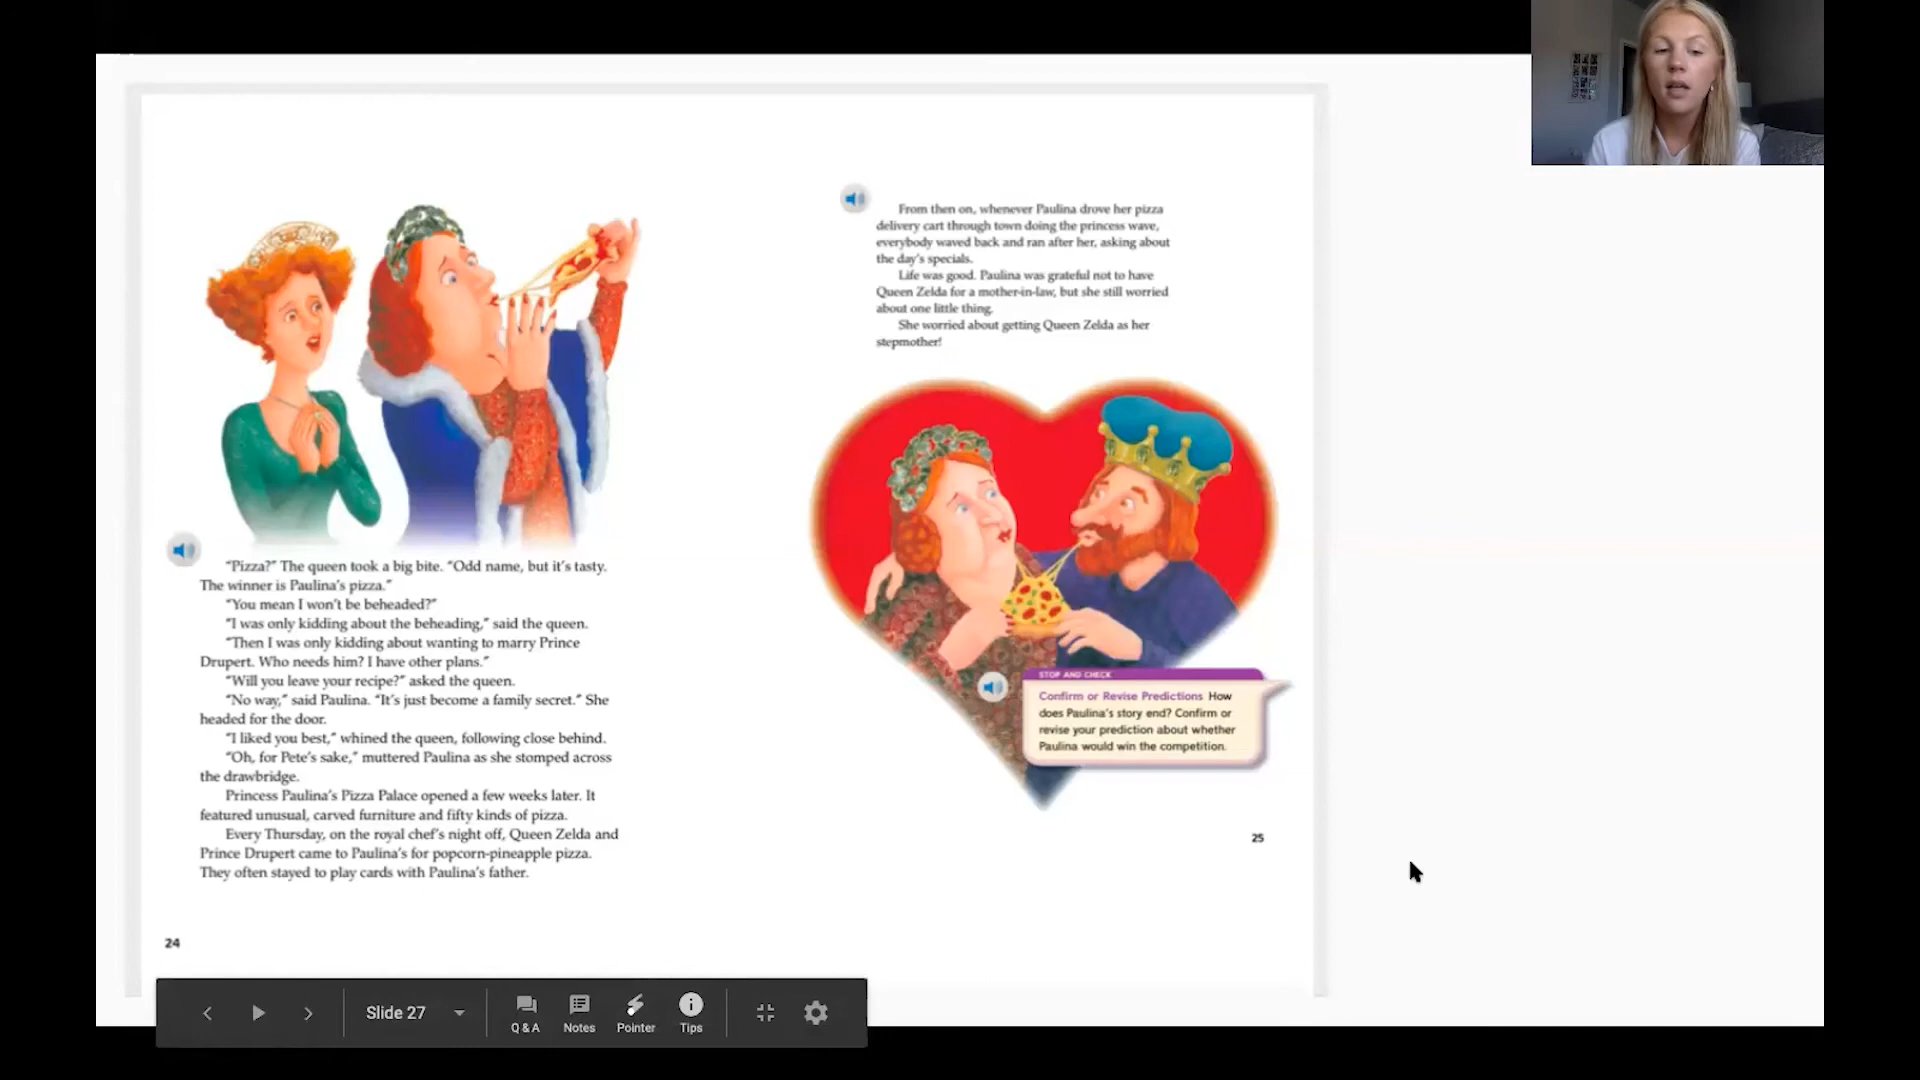 “Pizza?” The queen took a big bite. “Odd name, but it’s tasty.
The winner is Paulina’s pizza.”
“You mean I won’t be beheaded?”
“I was only kidding about the beheading,” said the queen.
“Then I was only kidding about wanting to marry Prince
Drupert. Who needs him? I have other plans.”
“Will you leave your recipe?” asked the queen.
“No way,” said Paulina. “It’s just become a family secret.” She
headed for the door.
“I liked you best,” whined the queen, following close behind.
“Oh, for Pete’s sake,” muttered Paulina as she stomped across
the drawbridge.
Princess Paulina’s Pizza Palace opened a few weeks later. It
featured unusual, carved furniture and fifty kinds of pizza.
Every Thursday, on the royal chef’s night off, Queen Zelda and
Prince Drupert came to Paulina’s for popcorn-pineapple pizza.
They often stayed to play cards with Paulina’s father.
24
From then on, whenever Paulina drove her pizza
delivery cart through town doing the princess wave,
everybody waved back and ran after her, asking about
the day’s specials.
Life was good. Paulina was grateful not to have
Queen Zelda for a mother-in-law, but she still worried
about one little thing.
She worried about getting Queen Zelda as her
stepmother!
STOP AND CHECK
Confirm or Revise Predictions How
does Paulina’s story end? Confirm or
revise your prediction about whether
Paulina would win the competition.
25
Slide 27
Q & A
Notes
Pointer
Tips